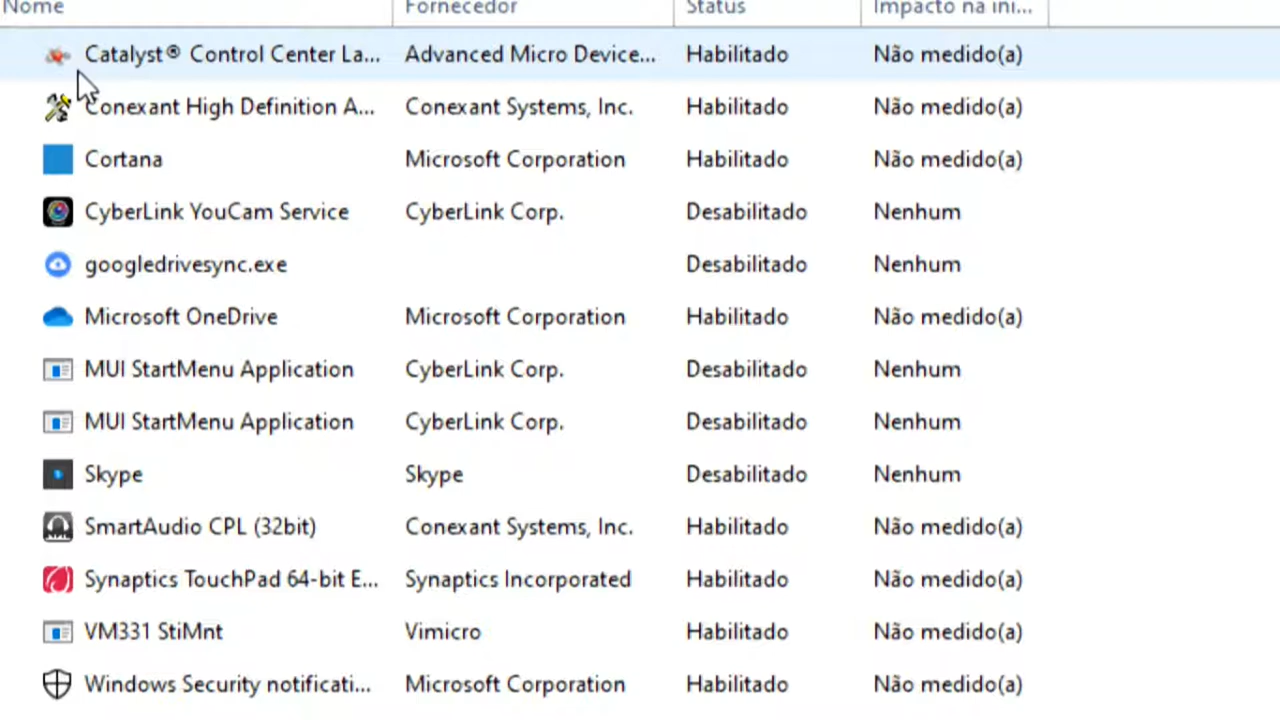 Nome Fornecedor Status Impacto na ini...
Catalyst® Control Center La... Advanced Micro Device... Habilitado Não medido(a)
Conexant High Definition A... Conexant Systems, Inc. Habilitado Não medido(a)
Cortana Microsoft Corporation Habilitado Não medido(a)
CyberLink YouCam Service CyberLink Corp. Desabilitado Nenhum
googledrivesync.exe Desabilitado Nenhum
Microsoft OneDrive Microsoft Corporation Habilitado Não medido(a)
MUI StartMenu Application CyberLink Corp. Desabilitado Nenhum
MUI StartMenu Application CyberLink Corp. Desabilitado Nenhum
Skype Skype Desabilitado Nenhum
SmartAudio CPL (32bit) Conexant Systems, Inc. Habilitado Não medido(a)
Synaptics TouchPad 64-bit E... Synaptics Incorporated Habilitado Não medido(a)
VM331 StiMnt Vimicro Habilitado Não medido(a)
Windows Security notificati... Microsoft Corporation Habilitado Não medido(a)